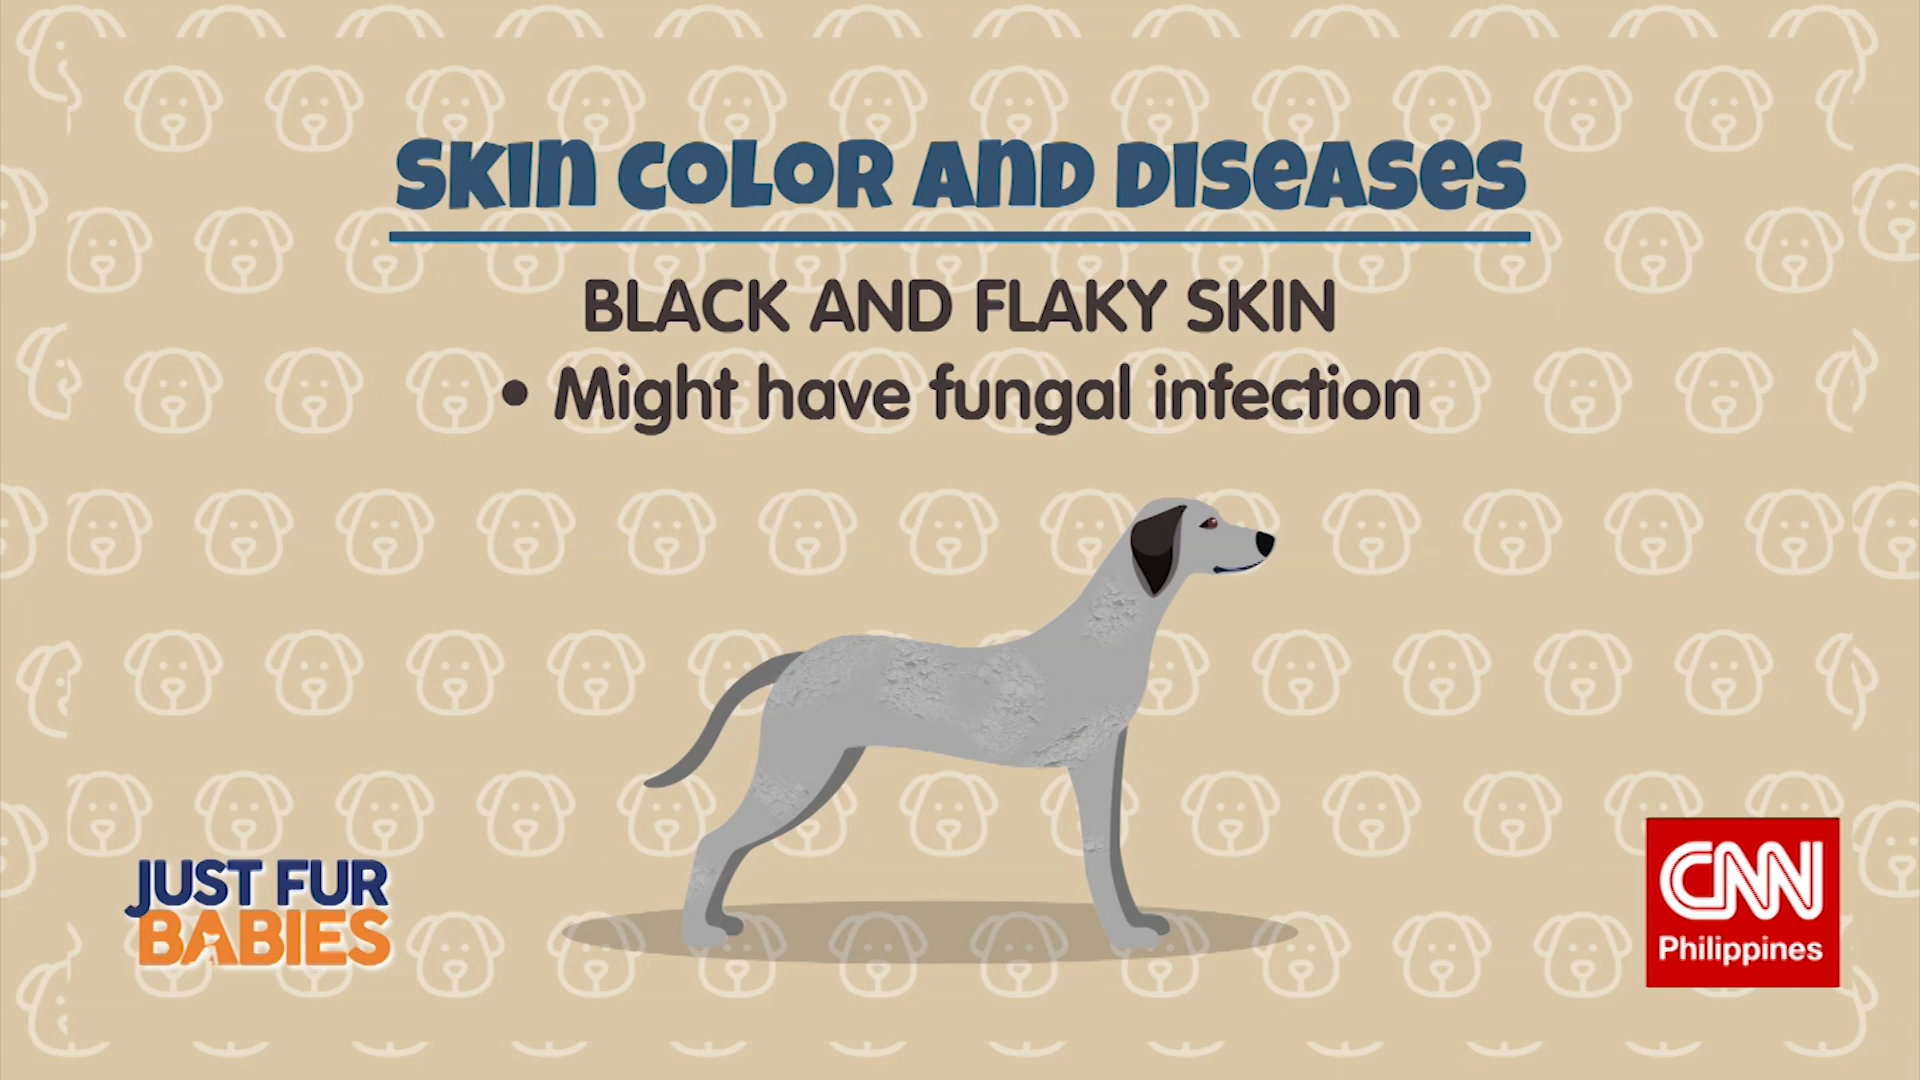 SKIN COLOR AND DISEASES
BLACK AND FLAKY SKIN
• Might have fungal infection
JUST FUR
BABIES
CNN
Philippines